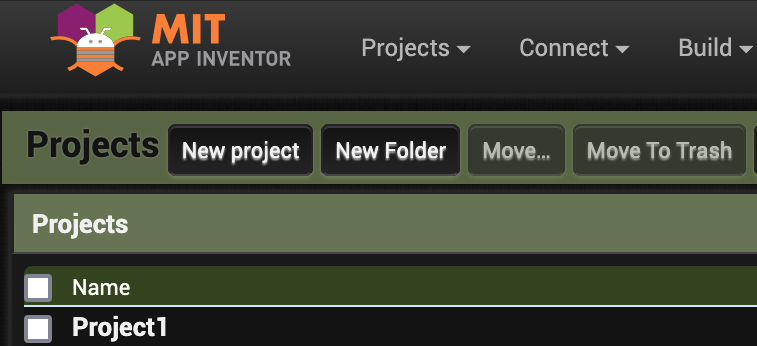 MIT
APP INVENTOR
Projects Connect Build
Projects New project New Folder Move... Move To Trash
Projects
Name
Project1